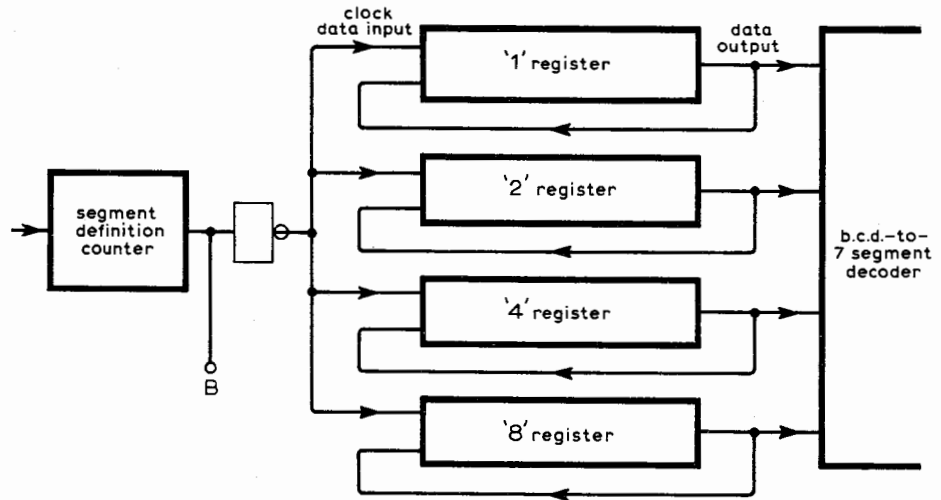 clock
data input
'1' register
data
output
'2' register
segment
definition
counter
b.c.d.-to-
7 segment
decoder
'4' register
B
'8' register